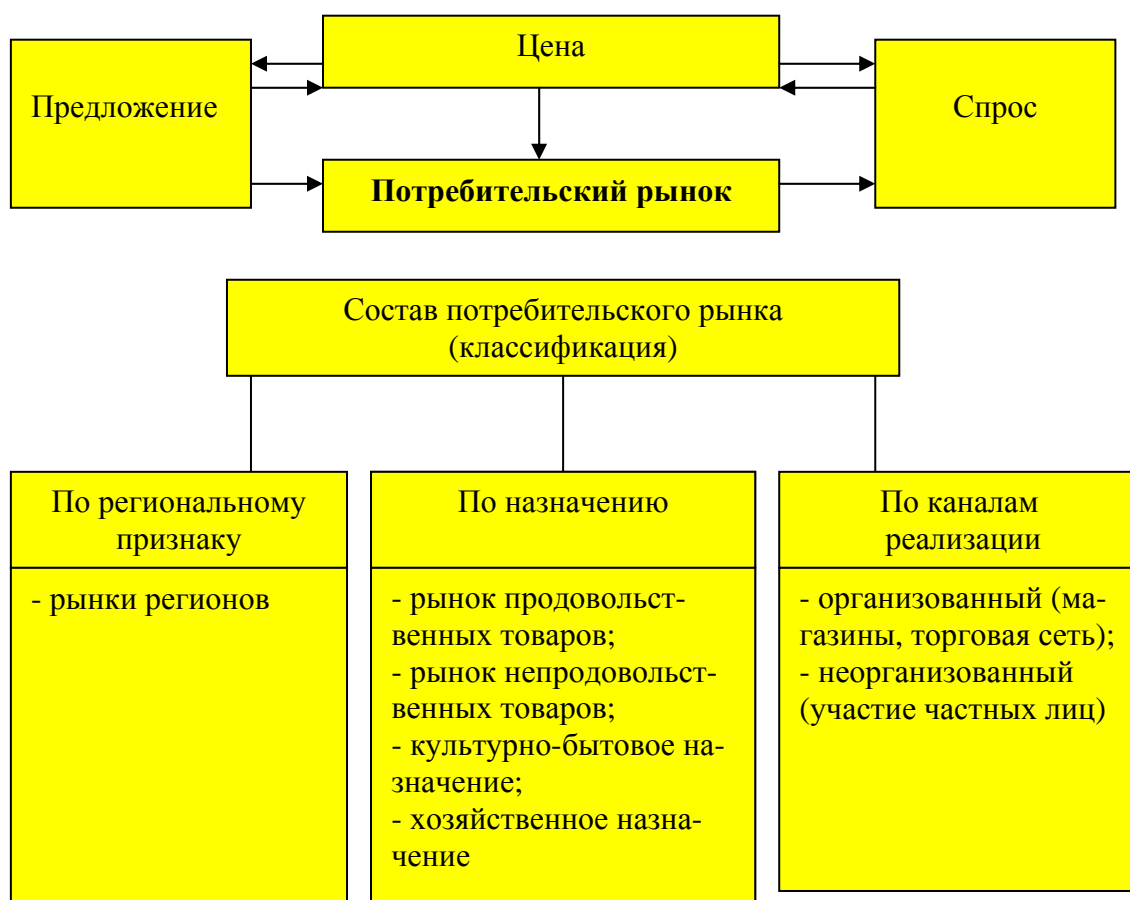 Цена
Предложение
Спрос
Потребительский рынок
Состав потребительского рынка
(классификация)
По региональному
признаку
- рынки регионов
По назначению
- рынок продовольст-
венных товаров;
- рынок непродовольст-
венных товаров;
- культурно-бытовое на-
значение;
- хозяйственное назна-
чение
По каналам
реализации
- организованный (ма-
газины, торговая сеть);
- неорганизованный
(участие частных лиц)